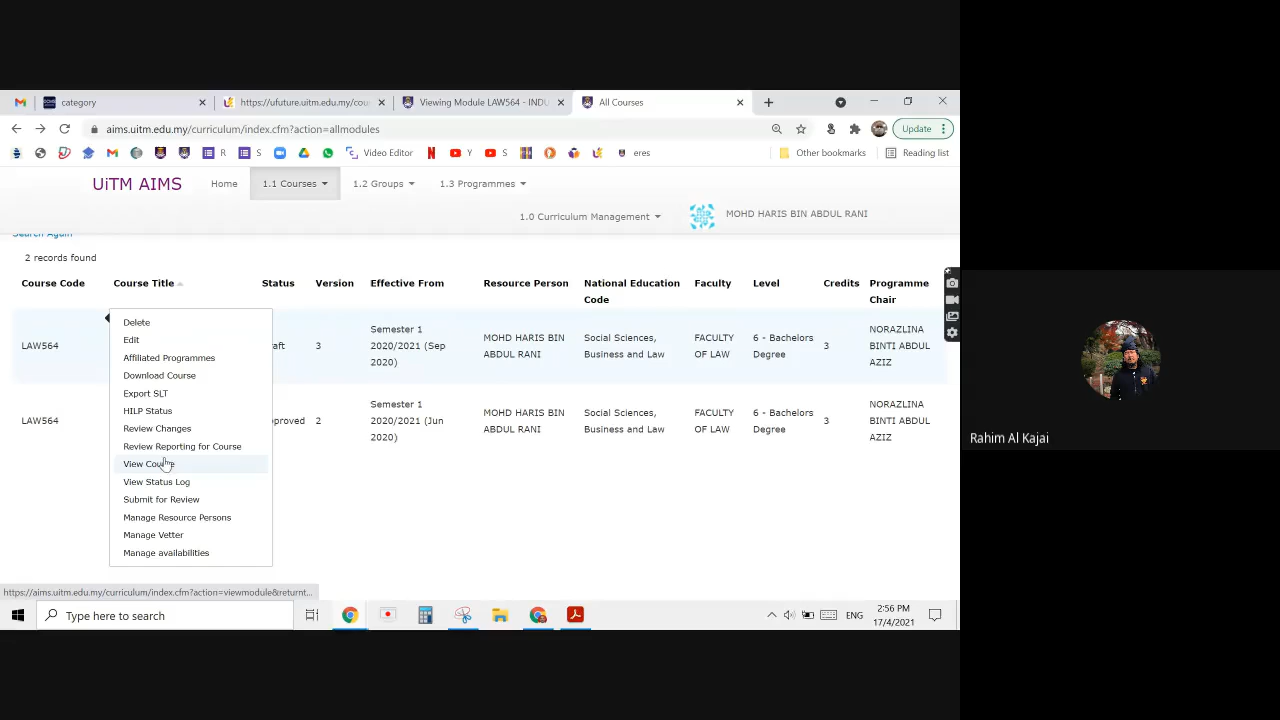 category
https://ufuture.uitm.edu.my/cou
Viewing Module LAW564 - INDU
All Courses
aims.uitm.edu.my/curriculum/index.cfm?action=allmodules
Update
R
S
Video Editor
S
eres
Other bookmarks
Reading list
UiTM AIMS
Home
1.1 Courses
1.2 Groups
1.3 Programmes
1.0 Curriculum Management
MOHD HARIS BIN ABDUL RANI
Search Again
2 records found
Course Code
Course Title
Status
Version
Effective From
Resource Person
National Education
Code
Faculty
Level
Credits
Programme
Chair
LAW564
aft
3
Semester 1
2020/2021 (Sep
2020)
MOHD HARIS BIN
ABDUL RANI
Social Sciences,
Business and Law
FACULTY
OF LAW
6 - Bachelors
Degree
3
NORAZLINA
BINTI ABDUL
AZIZ
LAW564
proved
2
Semester 1
2020/2021 (Jun
2020)
MOHD HARIS BIN
ABDUL RANI
Social Sciences,
Business and Law
FACULTY
OF LAW
6 - Bachelors
Degree
3
NORAZLINA
BINTI ABDUL
AZIZ
Delete
Edit
Affiliated Programmes
Download Course
Export SLT
HILP Status
Review Changes
Review Reporting for Course
View Course
View Status Log
Submit for Review
Manage Resource Persons
Manage Vetter
Manage availabilities
https://aims.uitm.edu.my/curriculum/index.cfm?action=viewmodule&returnt...
Type here to search
ENG
2:56 PM
17/4/2021
Rahim Al Kajai